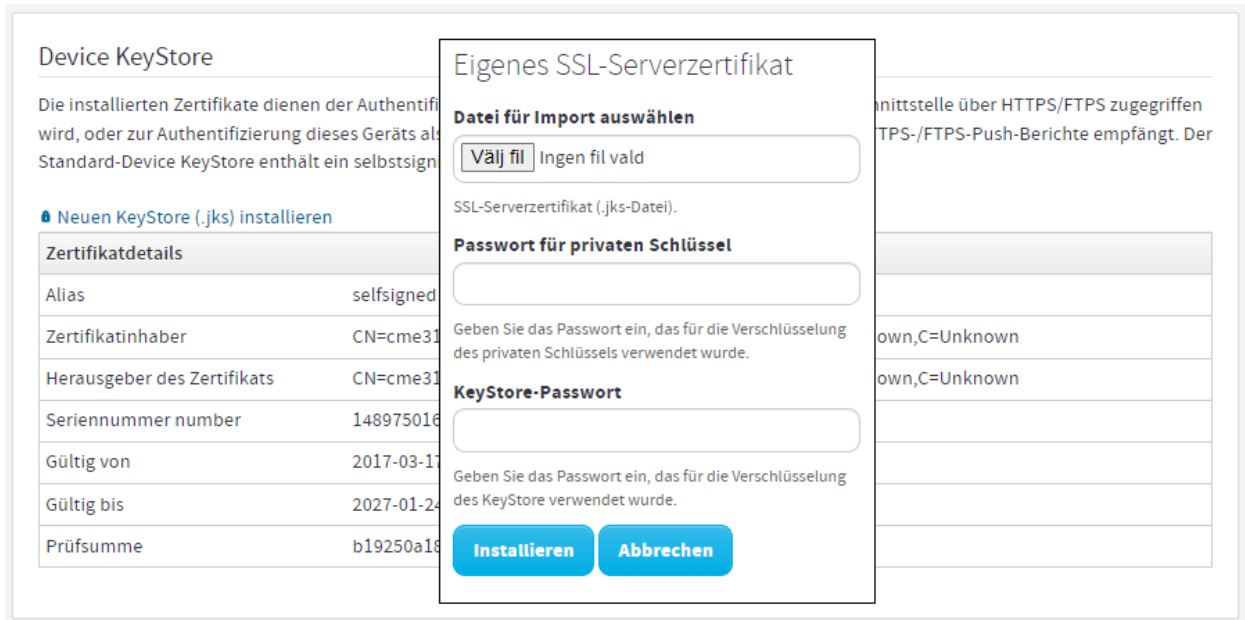 Device KeyStore
Die installierten Zertifikate dienen der Authentifi
nittstelle über HTTPS/FTPS zugegriffen
wird, oder zur Authentifizierung dieses Geräts als
TPS-/FTPS-Push-Berichte empfängt. Der
Standard-Device KeyStore enthält ein selbstsign
Neuen KeyStore (.jks) installieren
Zertifikatdetails
Alias selfsigned
Zertifikatinhaber CN=cme31 own,C=Unknown
Herausgeber des Zertifikats CN=cme31 own,C=Unknown
Seriennummer number 148975016
Gültig von 2017-03-17
Gültig bis 2027-01-24
Prüfsumme b19250a18
Eigenes SSL-Serverzertifikat
Datei für Import auswählen
Välj fil Ingen fil vald
SSL-Serverzertifikat (.jks-Datei).
Passwort für privaten Schlüssel
Geben Sie das Passwort ein, das für die Verschlüsselung
des privaten Schlüssels verwendet wurde.
KeyStore-Passwort
Geben Sie das Passwort ein, das für die Verschlüsselung
des KeyStore verwendet wurde.
Installieren Abbrechen